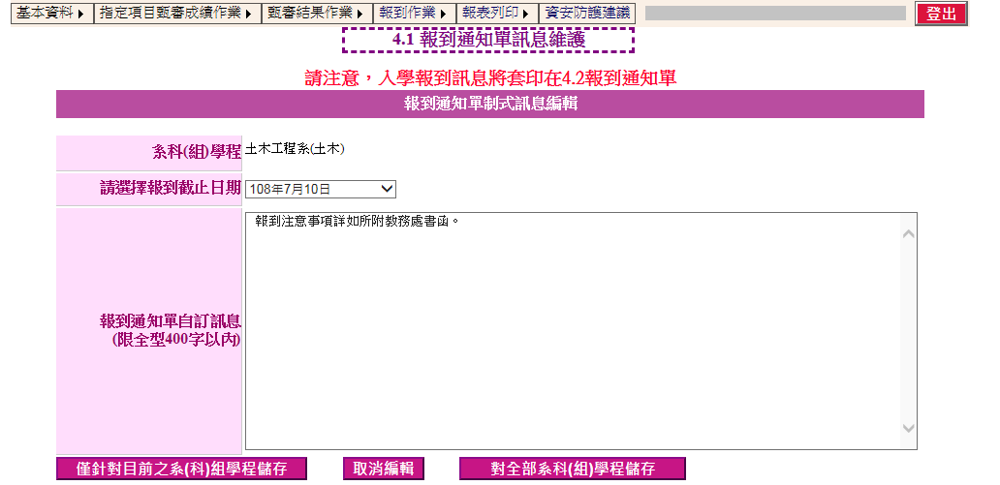 基本資料 指定項目甄審成績作業 甄審結果作業 報到作業 報表列印 資安防護建議 登出
4.1 報到通知單訊息維護
請注意，入學報到訊息將套印在4.2報到通知單
報到通知單制式訊息編輯
系科(組)學程 土木工程系(土木)
請選擇報到截止日期 108年7月10日
報到注意事項詳如所附教務處書函。
報到通知單自訂訊息
(限全型400字以內)
僅針對目前之系(科)組學程儲存 取消編輯 對全部系科(組)學程儲存